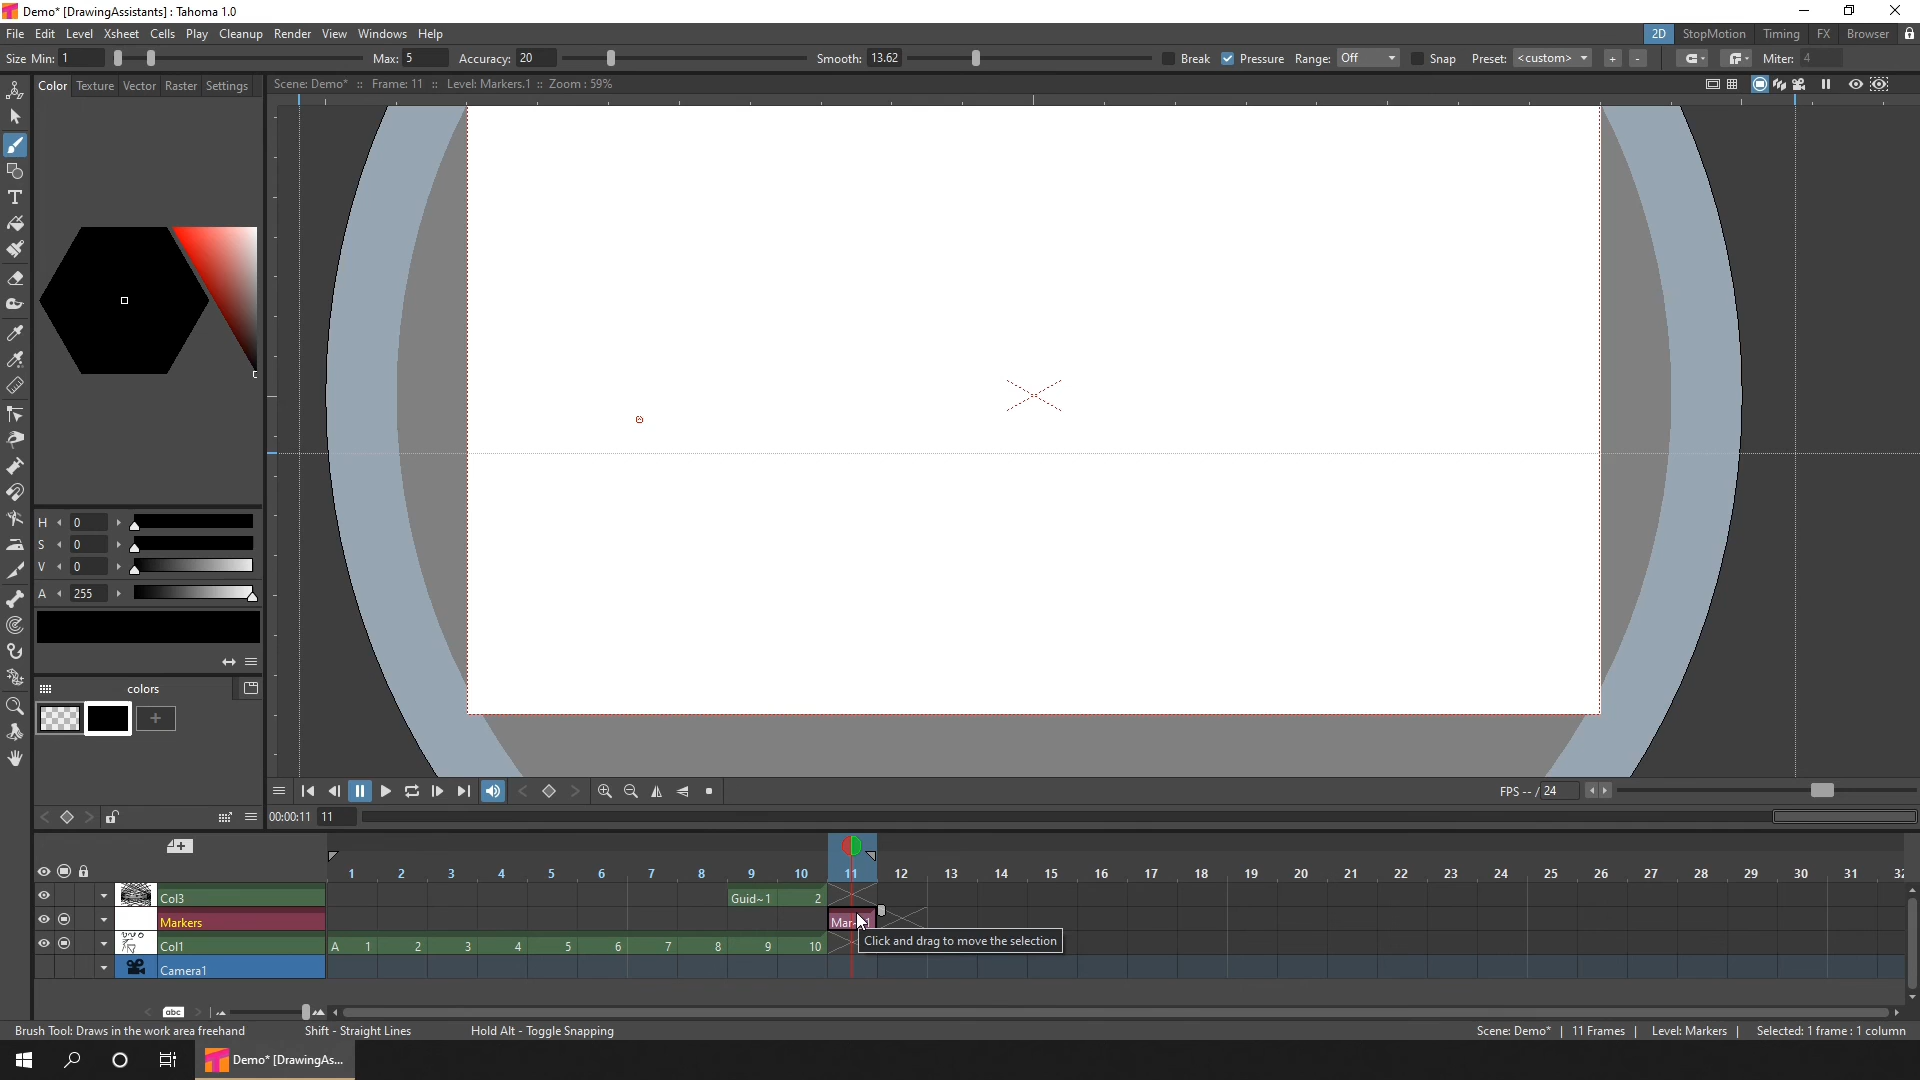 Demo* [DrawingAssistants] : Tahoma 1.0
File Edit Level Xsheet Cells Play Cleanup Render View Windows Help
2D StopMotion Timing FX Browser
Size Min: 1 Max: 5 Accuracy: 20 Smooth: 13.62 Break Pressure Range: Off Snap Preset: <custom> + - Miter: 4
Color Texture Vector Raster Settings
Scene: Demo* :: Frame: 11 :: Level: Markers.1 :: Zoom : 59%
T
H 0
S 0
V 0
A 255
colors
+
FPS -- / 24
00:00:11 11
1 2 3 4 5 6 7 8 9 10 11 12 13 14 15 16 17 18 19 20 21 22 23 24 25 26 27 28 29 30 31
Col3 Guid~1 2
Markers
Col1 A 1 2 3 4 5 6 7 8 9 10
Click and drag to move the selection
Camera1
abc
Brush Tool: Draws in the work area freehand Shift - Straight Lines Hold Alt - Toggle Snapping
Scene: Demo* | 11 Frames | Level: Markers | Selected: 1 frame : 1 column
Demo* [DrawingAs...